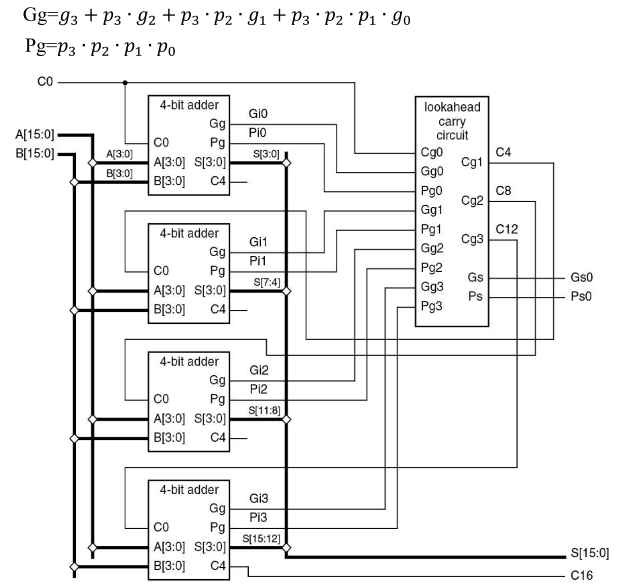 Gg=g₃ + p₃ · g₂ + p₃ · p₂ · g₁ + p₃ · p₂ · p₁ · g₀
Pg=p₃ · p₂ · p₁ · p₀
C0
4-bit adder
Gg
Gi0
Pg
Pi0
C0
A[15:0]
A[3:0]
A[3:0]
S[3:0]
S[3:0]
B[15:0]
B[3:0]
B[3:0]
C4
lookahead
carry
circuit
Cg0
Gg0
Pg0
Gg1
Pg1
Gg2
Pg2
Gg3
Pg3
Cg1
C4
Cg2
C8
Cg3
C12
Gs
Gs0
Ps
Ps0
4-bit adder
Gg
Gi1
Pg
Pi1
C0
A[3:0]
S[3:0]
S[7:4]
B[3:0]
C4
4-bit adder
Gg
Gi2
Pg
Pi2
C0
A[3:0]
S[3:0]
S[11:8]
B[3:0]
C4
4-bit adder
Gg
Gi3
Pg
Pi3
C0
A[3:0]
S[3:0]
S[15:12]
B[3:0]
C4
S[15:0]
C16